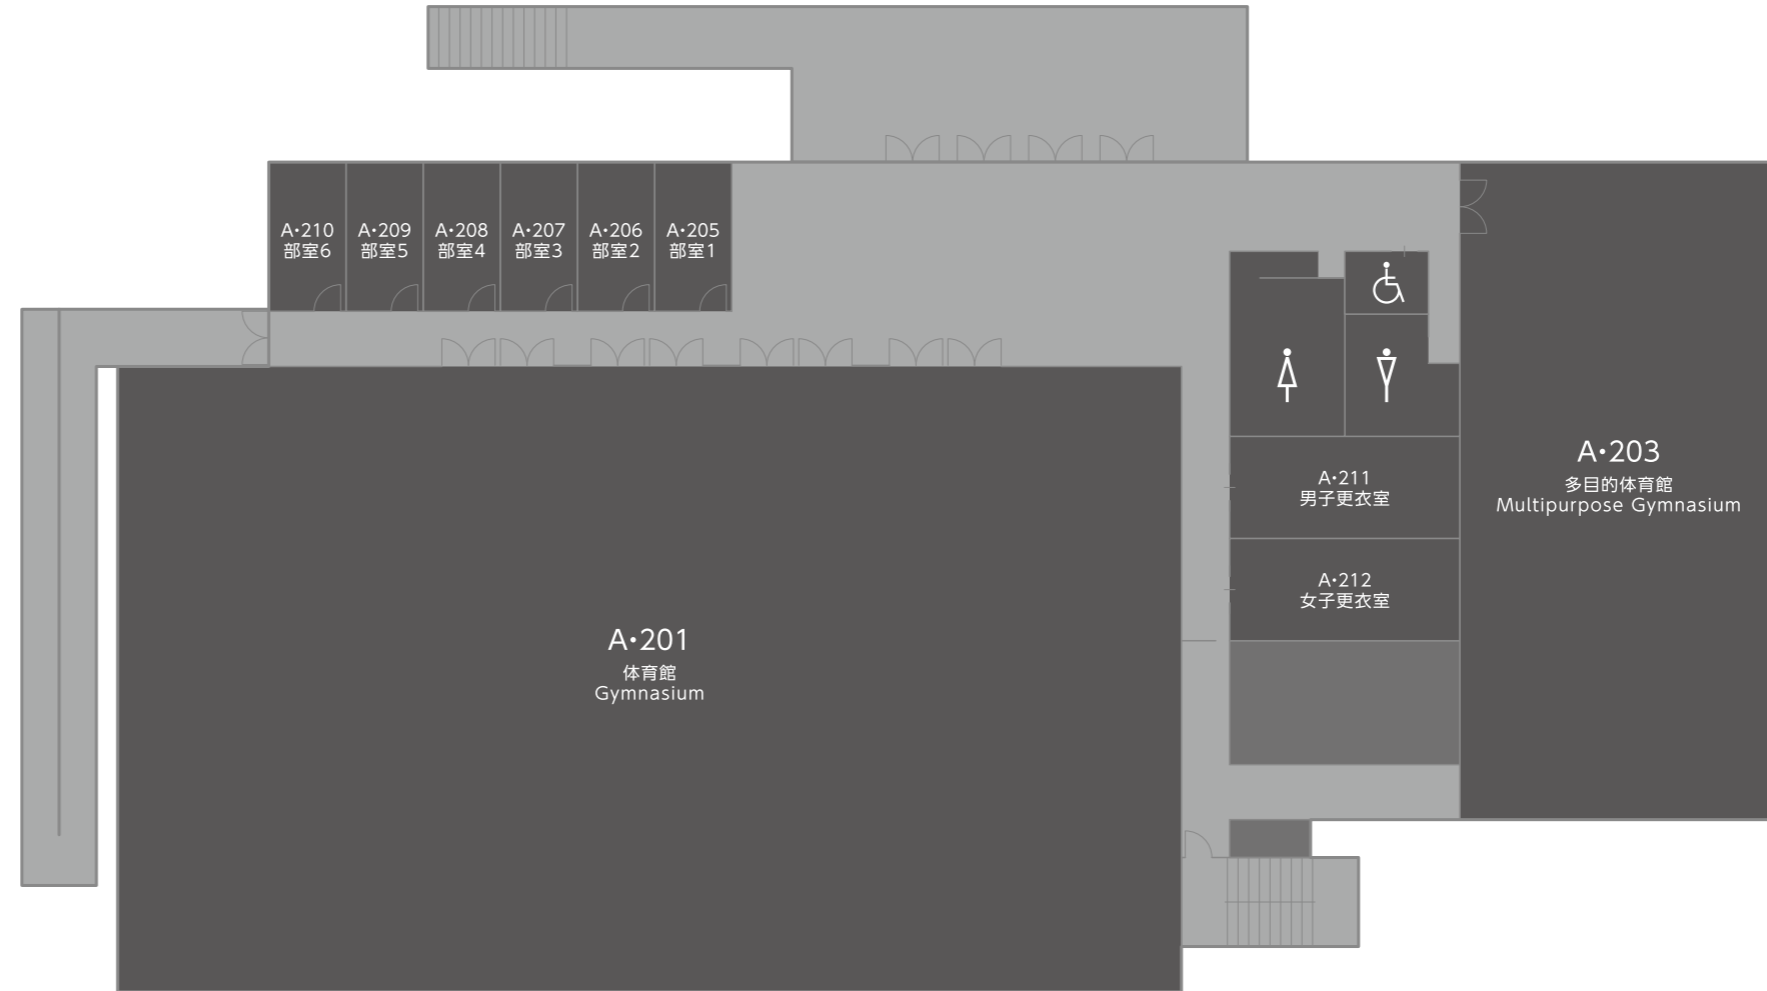 A・210
部室6
A・209
部室5
A・208
部室4
A・207
部室3
A・206
部室2
A・205
部室1
A・203
多目的体育館
Multipurpose Gymnasium
A・211
男子更衣室
A・212
女子更衣室
A・201
体育館
Gymnasium